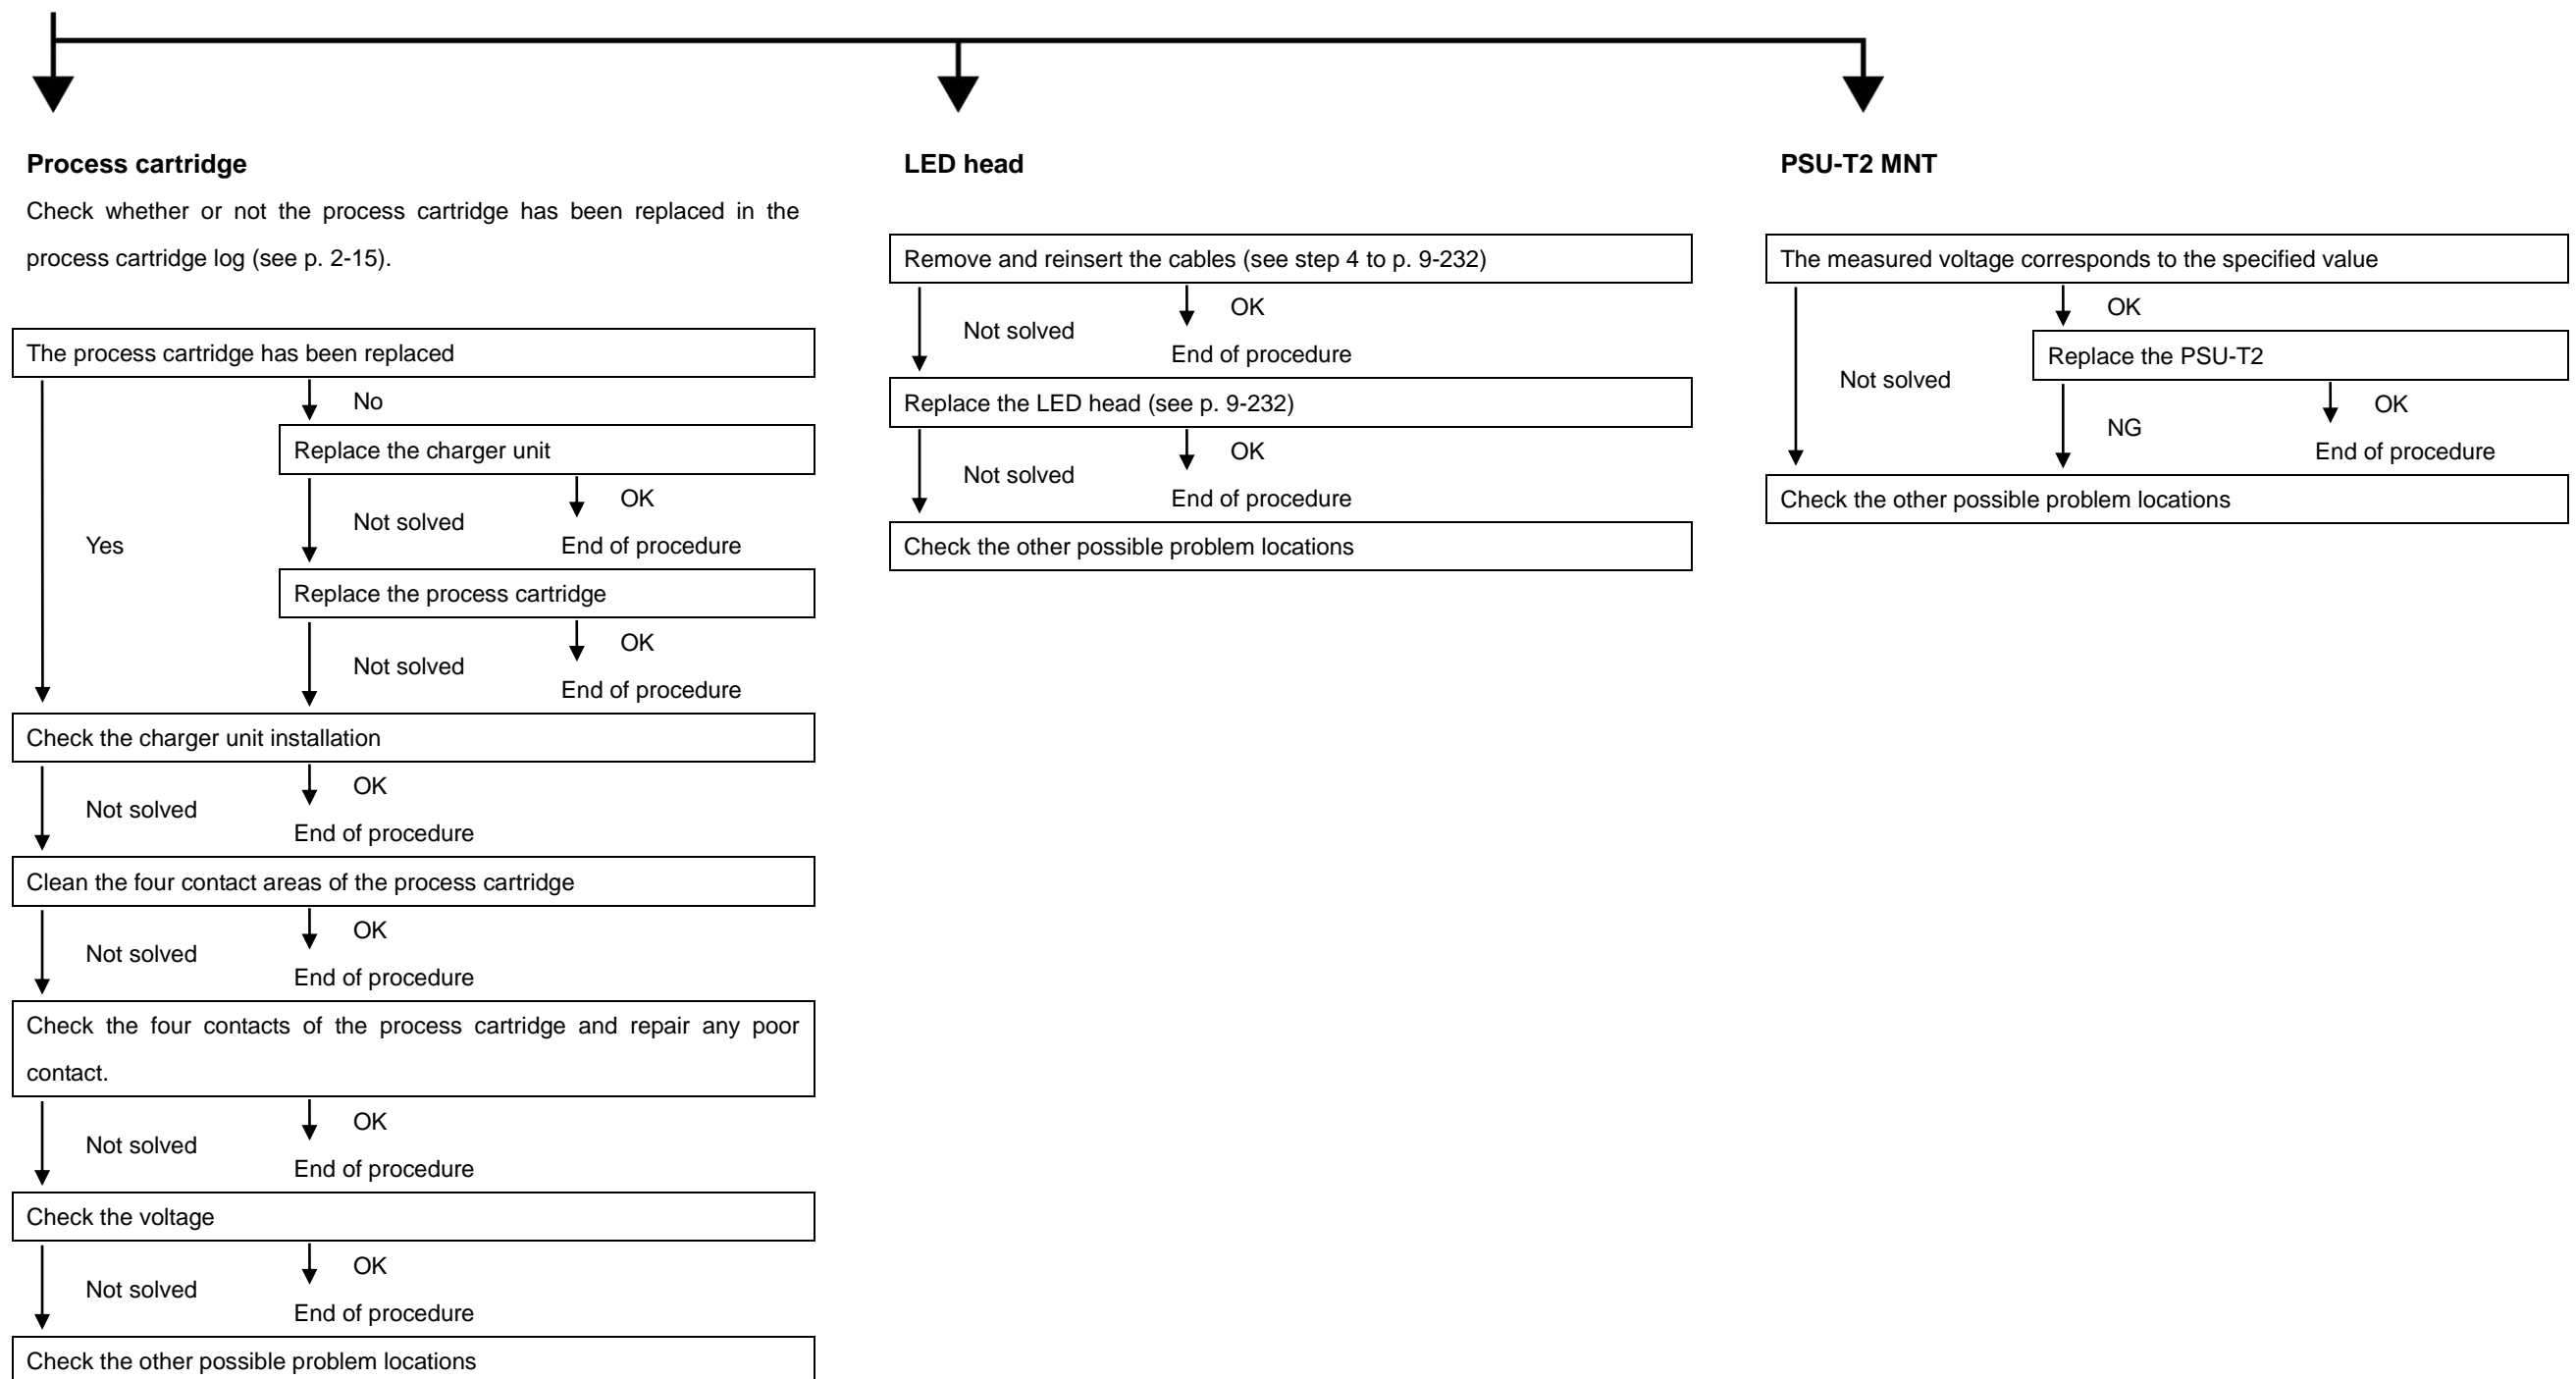 Process cartridge
Check whether or not the process cartridge has been replaced in the
process cartridge log (see p. 2-15).
The process cartridge has been replaced
No
Replace the charger unit
OK
Not solved
Yes
End of procedure
Replace the process cartridge
OK
Not solved
End of procedure
Check the charger unit installation
OK
Not solved
End of procedure
Clean the four contact areas of the process cartridge
OK
Not solved
End of procedure
Check the four contacts of the process cartridge and repair any poor
contact.
OK
Not solved
End of procedure
Check the voltage
OK
Not solved
End of procedure
Check the other possible problem locations
LED head
Remove and reinsert the cables (see step 4 to p. 9-232)
OK
Not solved
End of procedure
Replace the LED head (see p. 9-232)
OK
Not solved
End of procedure
Check the other possible problem locations
PSU-T2 MNT
The measured voltage corresponds to the specified value
OK
Replace the PSU-T2
Not solved
OK
NG
End of procedure
Check the other possible problem locations